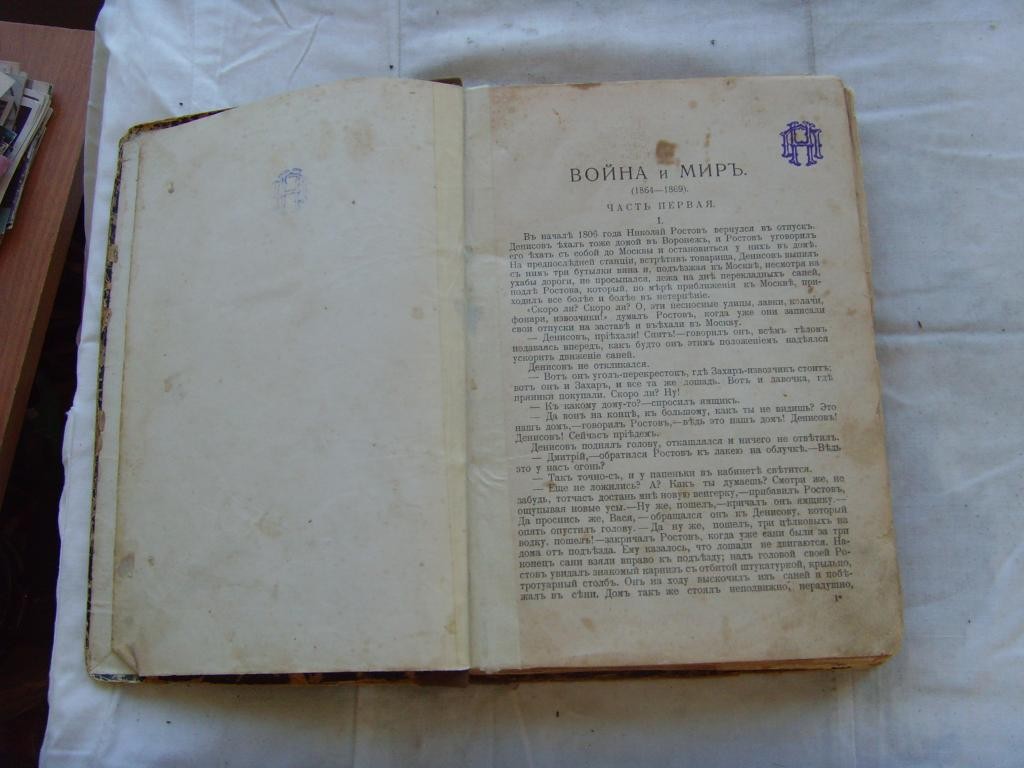 ВОЙНА и МИРЪ.
(1864—1869).
ЧАСТЬ ПЕРВАЯ.
I.
Въ началѣ 1806 года Николай Ростовъ вернулся въ отпускъ.
Денисовъ ѣхалъ тоже домой въ Воронежъ, и Ростовъ уговорилъ
его ѣхать съ собой до Москвы и остановиться у нихъ въ домѣ.
На предпослѣдней станціи, встрѣтивъ товарища, Денисовъ выпилъ
съ нимъ три бутылки вина и, подъѣзжая къ Москвѣ, несмотря на
ухабы дороги, не просыпался, лежа на днѣ перекладныхъ саней,
подлѣ Ростова, который, по мѣрѣ приближенія къ Москвѣ, при-
ходилъ все болѣе и болѣе въ нетерпѣніе.
«Скоро ли? Скоро ли? О, эти несносные улицы, лавки, колачи,
фонари, извозчики!» думалъ Ростовъ, когда уже они записали
свои отпуски на заставѣ и въѣхали въ Москву.
— Денисовъ, пріѣхали! Спитъ!—говорилъ онъ, всѣмъ тѣломъ
подаваясь впередъ, какъ будто онъ этимъ положеніемъ надѣялся
ускорить движеніе саней.
Денисовъ не откликался.
— Вотъ онъ уголъ-перекрестокъ, гдѣ Захаръ-извозчикъ стоитъ;
вотъ онъ и Захаръ, и все та же лошадь. Вотъ и лавочка, гдѣ
пряники покупали. Скоро ли? Ну!
— Къ какому дому-то?—спросилъ ямщикъ.
— Да вонъ на концѣ, къ большому, какъ ты не видишь? Это
нашъ домъ,—говорилъ Ростовъ,—вѣдь это нашъ домъ! Денисовъ!
Денисовъ! Сейчасъ пріѣдемъ.
Денисовъ поднялъ голову, откашлялся и ничего не отвѣтилъ.
— Дмитрій,—обратился Ростовъ къ лакею на облучкѣ.—Вѣдь
это у насъ огонь?
— Такъ точно-съ, и у папеньки въ кабинетѣ свѣтится.
— Еще не ложились? А? Какъ ты думаешь? Смотри же, не
забудь, тотчасъ достань мнѣ новую венгерку,—прибавилъ Ростовъ,
ощупывая новые усы.—Ну же, пошелъ,—кричалъ онъ ямщику.—
Да проснись же, Вася,—обращался онъ къ Денисову, который
опять опустилъ голову.—Да ну же, пошелъ, три цѣлковыхъ на
водку, пошелъ!—закричалъ Ростовъ, когда уже сани были за три
дома отъ подъѣзда. Ему казалось, что лошади не двигаются. На-
конецъ сани взяли вправо къ подъѣзду; надъ головой своей Ро-
стовъ увидалъ знакомый карнизъ съ отбитой штукатуркой, крыльцо,
тротуарный столбъ. Онъ на ходу выскочилъ изъ саней и побѣ-
жалъ въ сѣни. Домъ такъ же стоялъ неподвижно, нерадушно,
1*